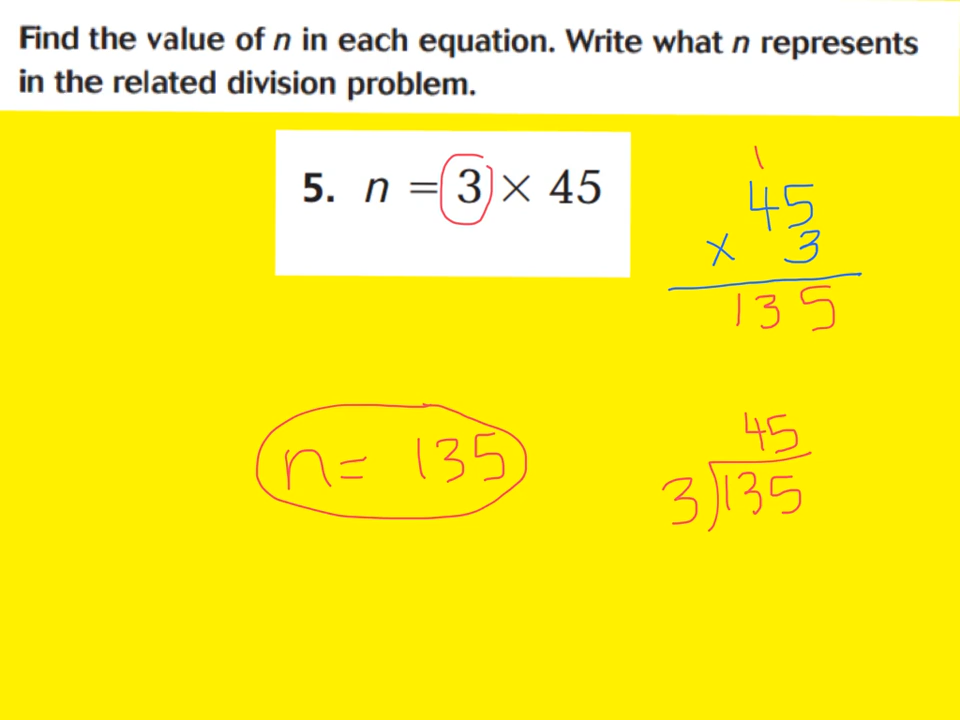 Find the value of n in each equation. Write what n represents
in the related division problem.
5. n = 3 × 45
1
45
× 3
135
n = 135
45
3)135